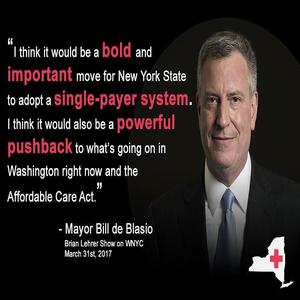 “I think it would be a bold and
important move for New York State
to adopt a single-payer system.
I think it would also be a powerful
pushback to what's going on in
Washington right now and the
Affordable Care Act.”
- Mayor Bill de Blasio
Brian Lehrer Show on WNYC
March 31st, 2017